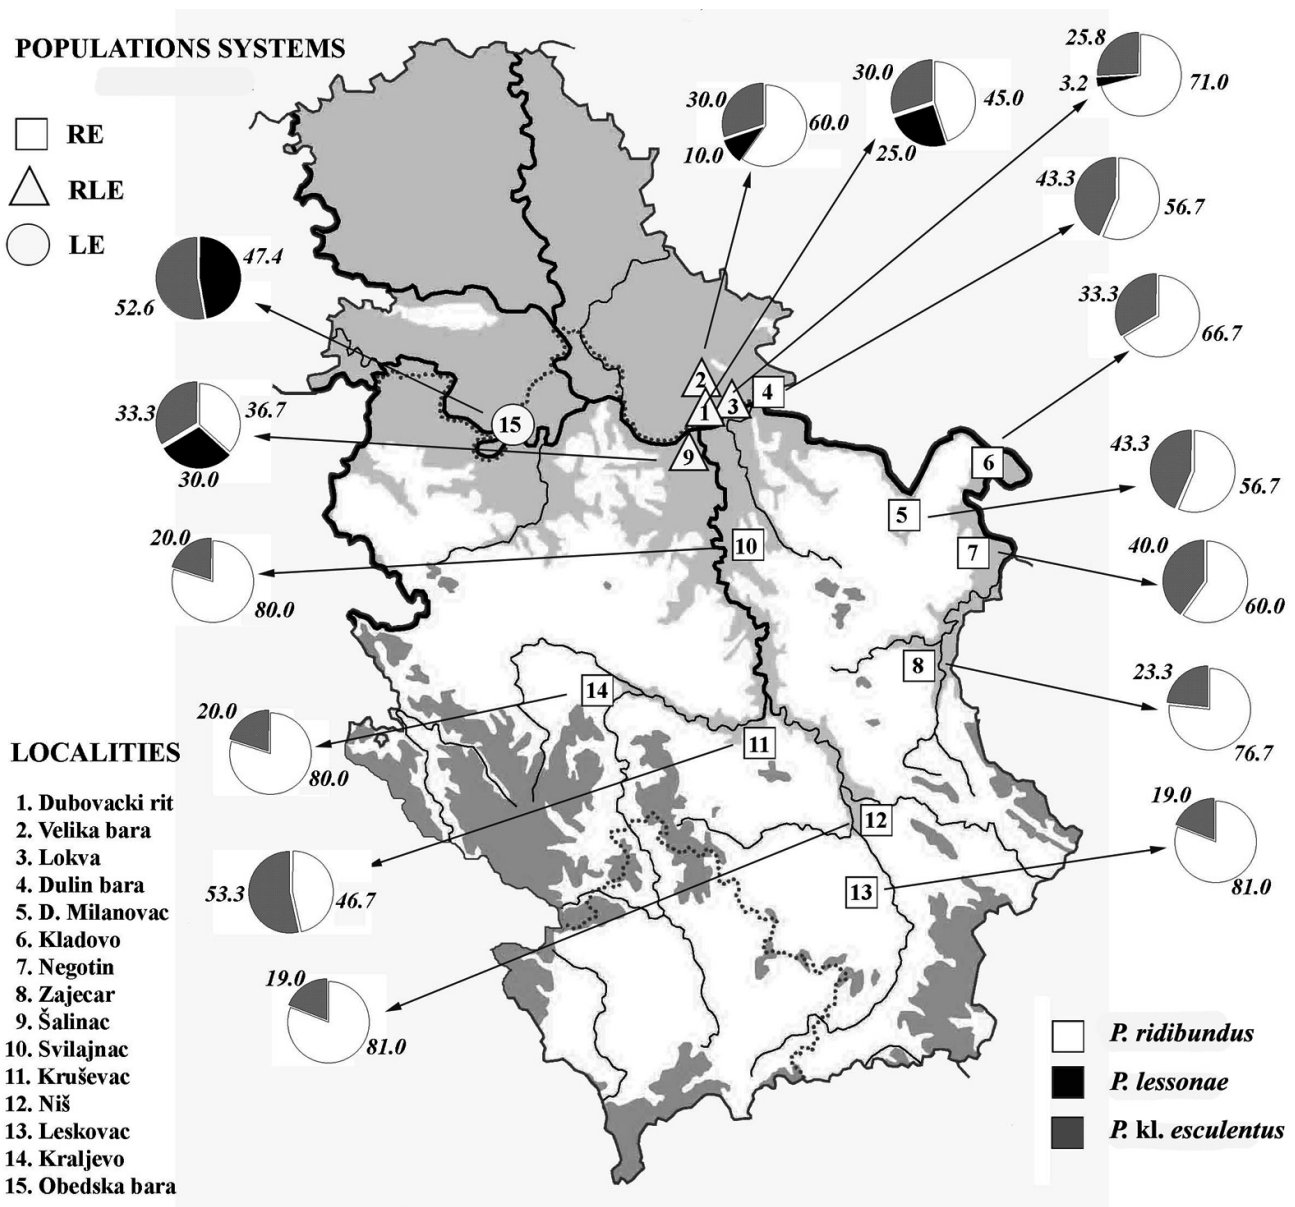 POPULATIONS SYSTEMS
RE
RLE
LE
30.0
60.0
10.0
30.0
45.0
25.0
25.8
3.2
71.0
43.3
56.7
33.3
66.7
43.3
56.7
40.0
60.0
23.3
76.7
19.0
81.0
47.4
52.6
33.3
36.7
30.0
20.0
80.0
20.0
80.0
53.3
46.7
19.0
81.0
2
1
3
4
15
9
6
5
10
7
8
14
11
12
13
LOCALITIES
1. Dubovacki rit
2. Velika bara
3. Lokva
4. Dulin bara
5. D. Milanovac
6. Kladovo
7. Negotin
8. Zajecar
9. Šalinac
10. Svilajnac
11. Kruševac
12. Niš
13. Leskovac
14. Kraljevo
15. Obedska bara
P. ridibundus
P. lessonae
P. kl. esculentus